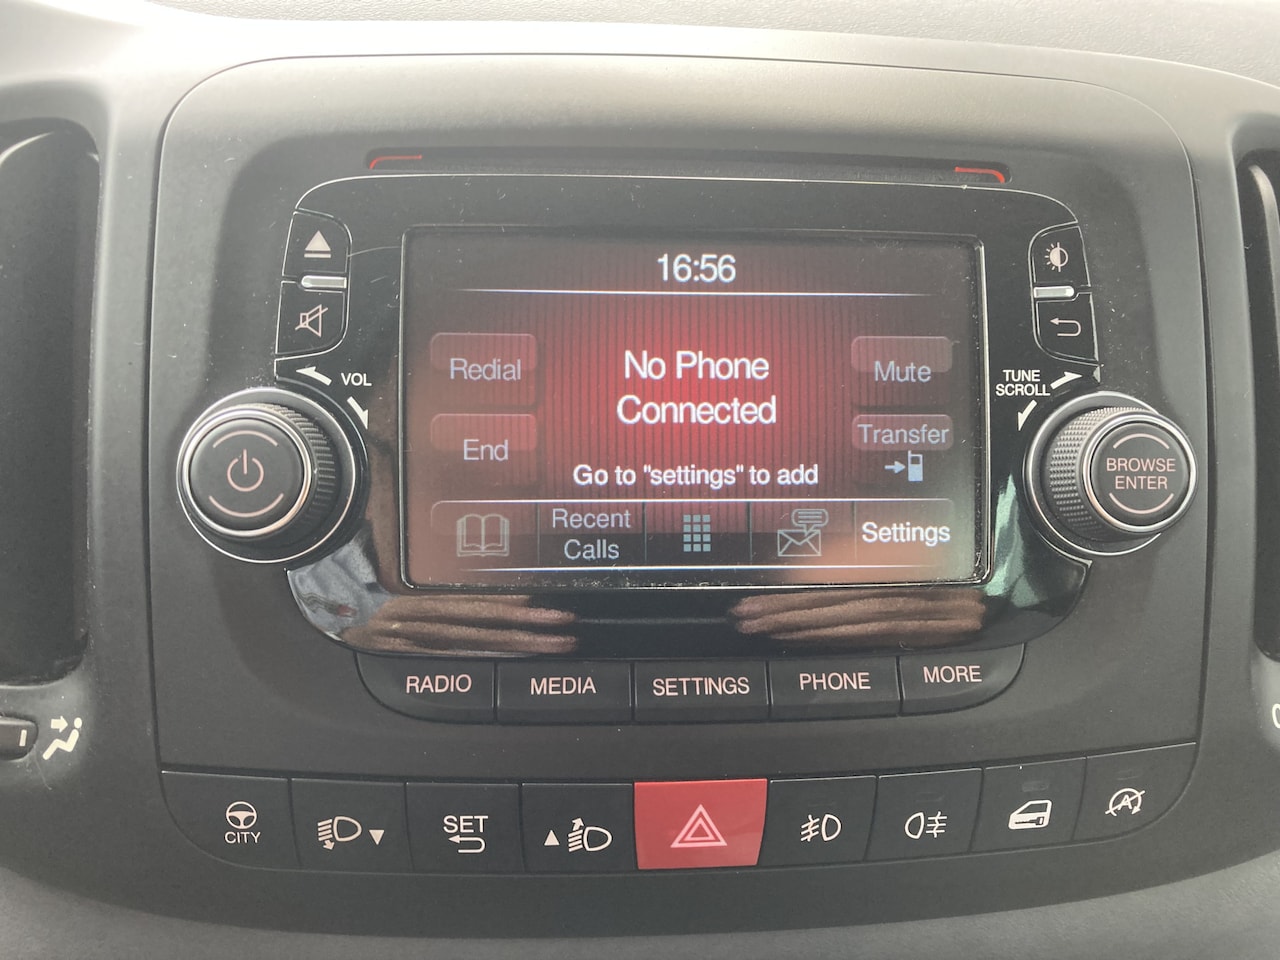 16:56
Redial
No Phone
Connected
Mute
End
Transfer
Go to "settings" to add
Recent
Calls
Settings
VOL
TUNE
SCROLL
BROWSE
ENTER
RADIO
MEDIA
SETTINGS
PHONE
MORE
CITY
SET
A